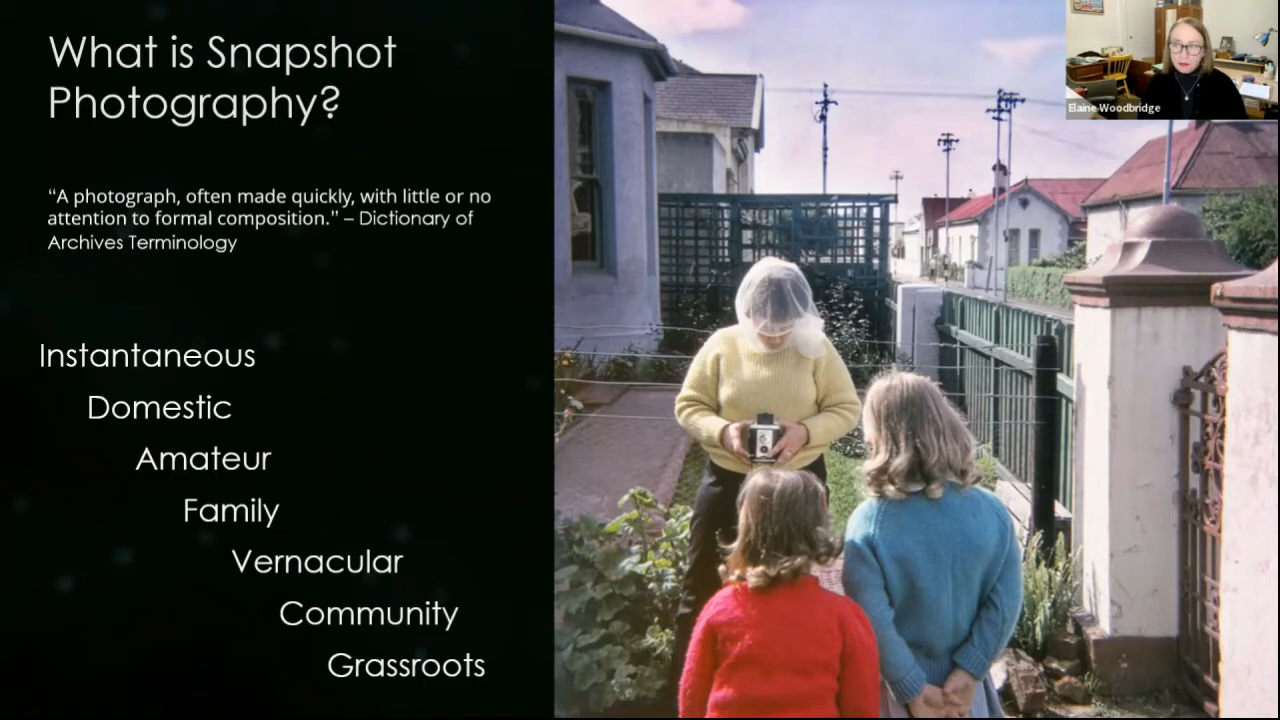 What is Snapshot
Photography?
“A photograph, often made quickly, with little or no
attention to formal composition.” – Dictionary of
Archives Terminology
Instantaneous
Domestic
Amateur
Family
Vernacular
Community
Grassroots
Elaine Woodbridge